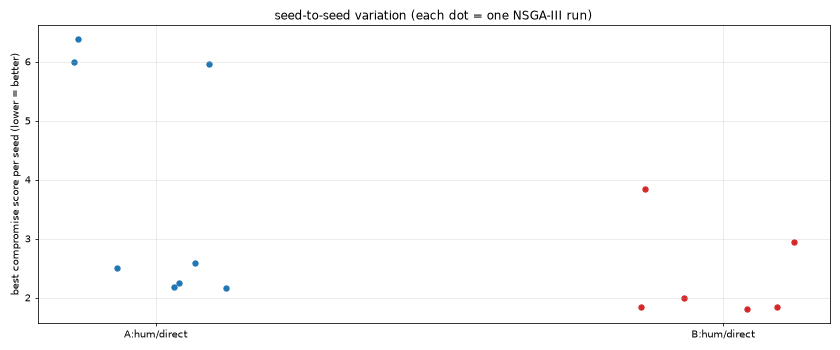 seed-to-seed variation (each dot = one NSGA-III run)
best compromise score per seed (lower = better)
6
5
4
3
2
A:hum/direct
B:hum/direct